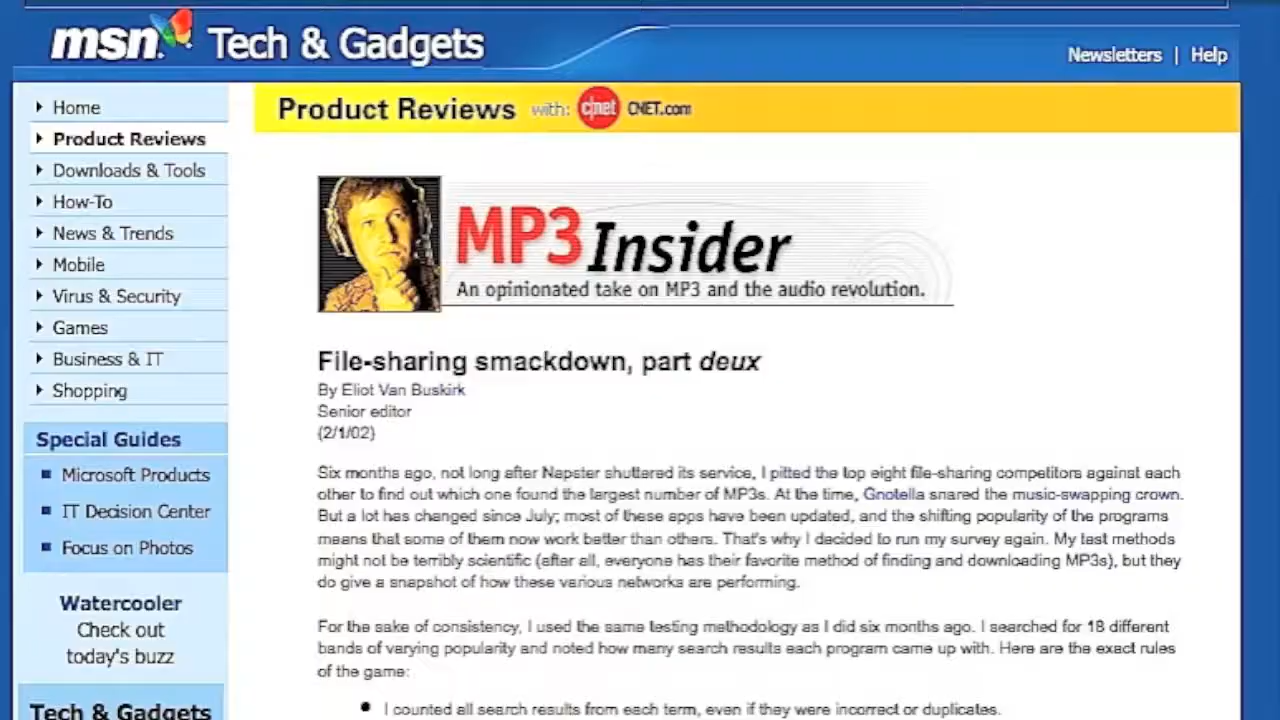 msn Tech & Gadgets
Newsletters | Help
Home
Product Reviews
Downloads & Tools
How-To
News & Trends
Mobile
Virus & Security
Games
Business & IT
Shopping
Special Guides
Microsoft Products
IT Decision Center
Focus on Photos
Watercooler
Check out
today's buzz
Tech & Gadgets
Product Reviews with: c|net CNET.com
MP3 Insider
An opinionated take on MP3 and the audio revolution.
File-sharing smackdown, part deux
By Eliot Van Buskirk
Senior editor
(2/1/02)
Six months ago, not long after Napster shuttered its service, I pitted the top eight file-sharing competitors against each
other to find out which one found the largest number of MP3s. At the time, Gnotella snared the music-swapping crown.
But a lot has changed since July; most of these apps have been updated, and the shifting popularity of the programs
means that some of them now work better than others. That's why I decided to run my survey again. My test methods
might not be terribly scientific (after all, everyone has their favorite method of finding and downloading MP3s), but they
do give a snapshot of how these various networks are performing.
For the sake of consistency, I used the same testing methodology as I did six months ago. I searched for 18 different
bands of varying popularity and noted how many search results each program came up with. Here are the exact rules
of the game:
• I counted all search results from each term, even if they were incorrect or duplicates.